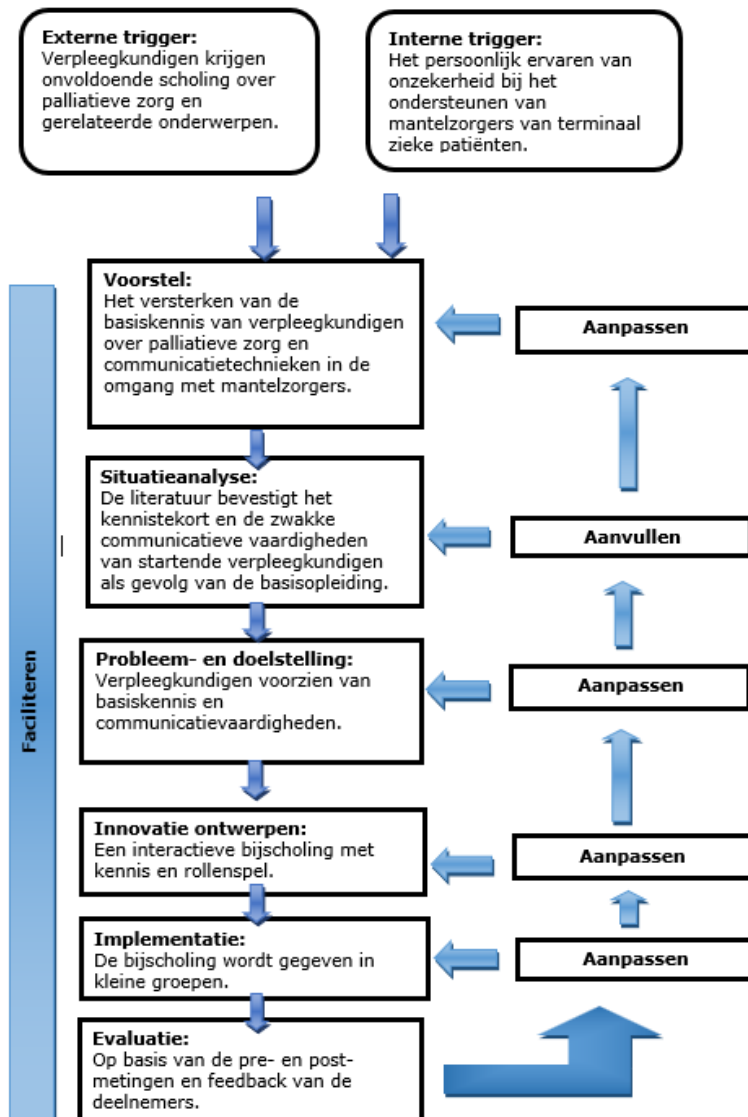 Externe trigger:
Verpleegkundigen krijgen
onvoldoende scholing over
palliatieve zorg en
gerelateerde onderwerpen.
Interne trigger:
Het persoonlijk ervaren van
onzekerheid bij het
ondersteunen van
mantelzorgers van terminaal
zieke patiënten.
Faciliteren
Voorstel:
Het versterken van de
basiskennis van verpleegkundigen
over palliatieve zorg en
communicatietechnieken in de
omgang met mantelzorgers.
Aanpassen
Situatieanalyse:
De literatuur bevestigt het
kennistekort en de zwakke
communicatieve vaardigheden
van startende verpleegkundigen
als gevolg van de basisopleiding.
Aanvullen
Probleem- en doelstelling:
Verpleegkundigen voorzien van
basiskennis en
communicatievaardigheden.
Aanpassen
Innovatie ontwerpen:
Een interactieve bijscholing met
kennis en rollenspel.
Aanpassen
Implementatie:
De bijscholing wordt gegeven in
kleine groepen.
Aanpassen
Evaluatie:
Op basis van de pre- en post-
metingen en feedback van de
deelnemers.